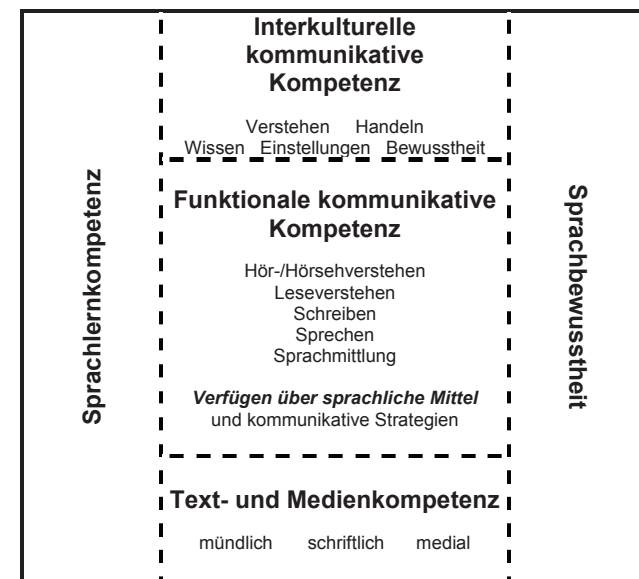 Sprachlernkompetenz
Interkulturelle
kommunikative
Kompetenz
Verstehen Handeln
Wissen Einstellungen Bewusstheit
Funktionale kommunikative
Kompetenz
Hör-/Hörsehverstehen
Leseverstehen
Schreiben
Sprechen
Sprachmittlung
Verfügen über sprachliche Mittel
und kommunikative Strategien
Text- und Medienkompetenz
mündlich schriftlich medial
Sprachbewusstheit